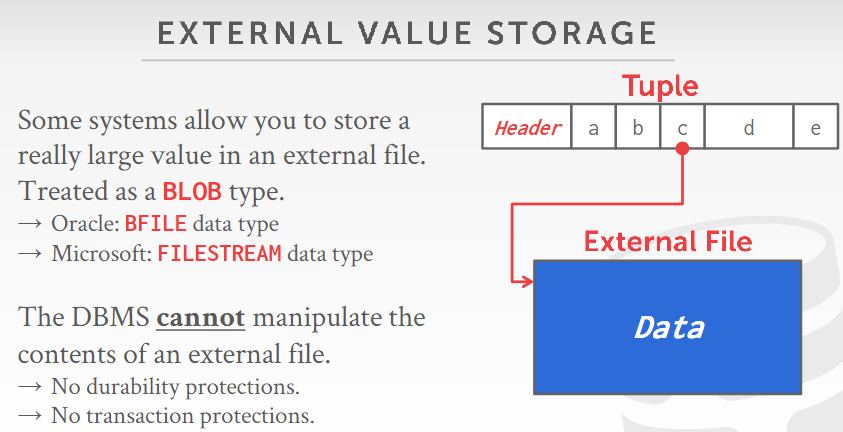 EXTERNAL VALUE STORAGE
Some systems allow you to store a
really large value in an external file.
Treated as a BLOB type.
→ Oracle: BFILE data type
→ Microsoft: FILESTREAM data type
The DBMS cannot manipulate the
contents of an external file.
→ No durability protections.
→ No transaction protections.
Tuple
Header a b c d e
External File
Data